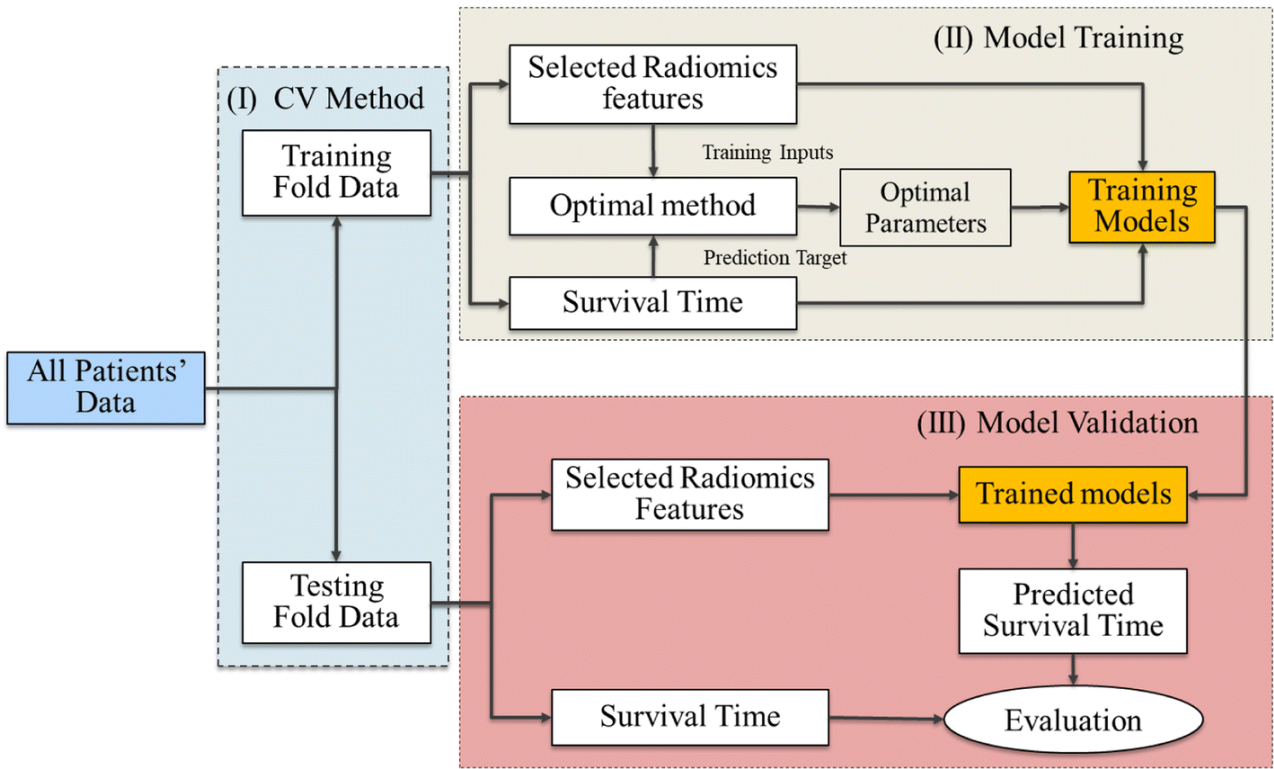 (II) Model Training
Selected Radiomics
features
(I) CV Method
Training
Fold Data
Training Inputs
Optimal method
Optimal
Parameters
Training
Models
Prediction Target
Survival Time
All Patients’
Data
(III) Model Validation
Selected Radiomics
Features
Trained models
Testing
Fold Data
Predicted
Survival Time
Survival Time
Evaluation